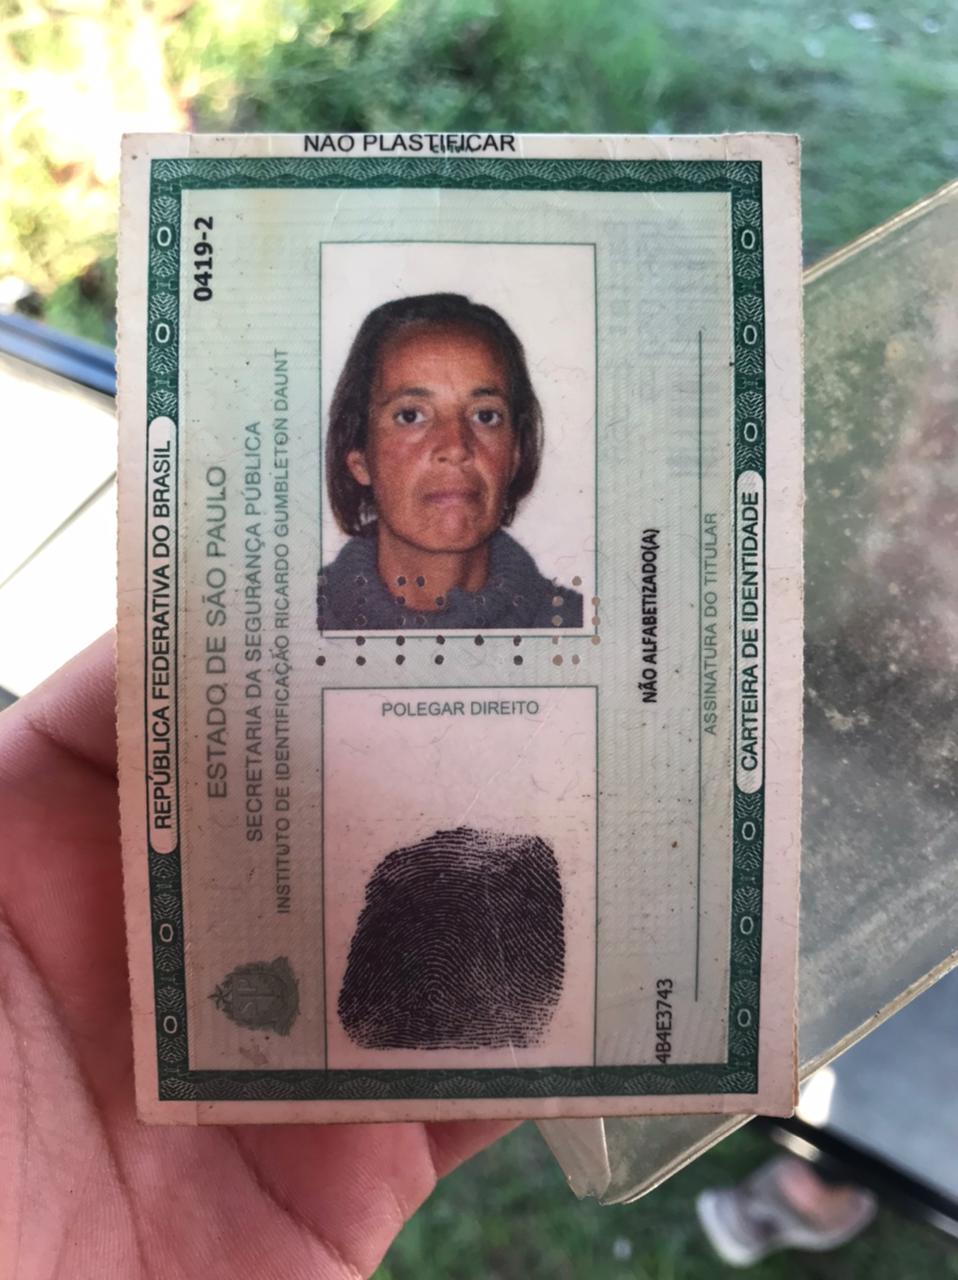 NÃO PLASTIFICAR
0419-2
REPÚBLICA FEDERATIVA DO BRASIL
ESTADO DE SÃO PAULO
SECRETARIA DA SEGURANÇA PÚBLICA
INSTITUTO DE IDENTIFICAÇÃO RICARDO GUMBLETON DAUNT
POLEGAR DIREITO
NÃO ALFABETIZADO(A)
4B4E3743
ASSINATURA DO TITULAR
CARTEIRA DE IDENTIDADE